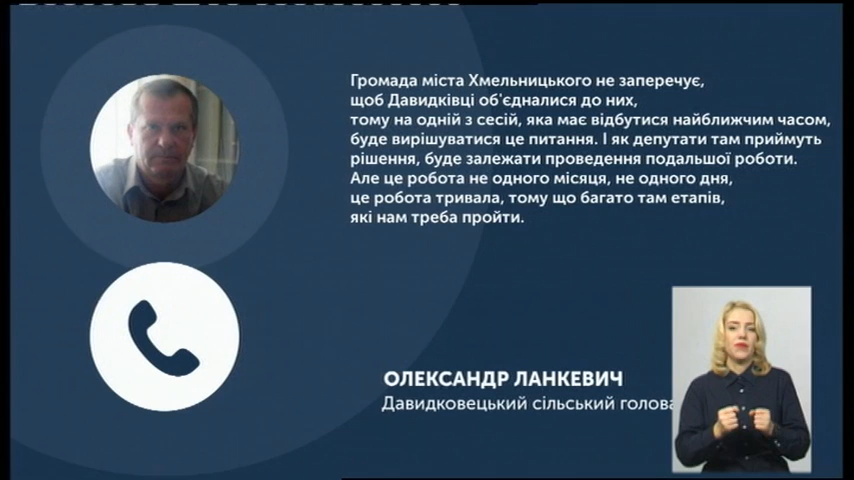 Громада міста Хмельницького не заперечує,
щоб Давидківці об'єдналися до них,
тому на одній з сесій, яка має відбутися найближчим часом,
буде вирішуватися це питання. І як депутати там приймуть
рішення, буде залежати проведення подальшої роботи.
Але це робота не одного місяця, не одного дня,
це робота тривала, тому що багато там етапів,
які нам треба пройти.
ОЛЕКСАНДР ЛАНКЕВИЧ
Давидковецький сільський голова